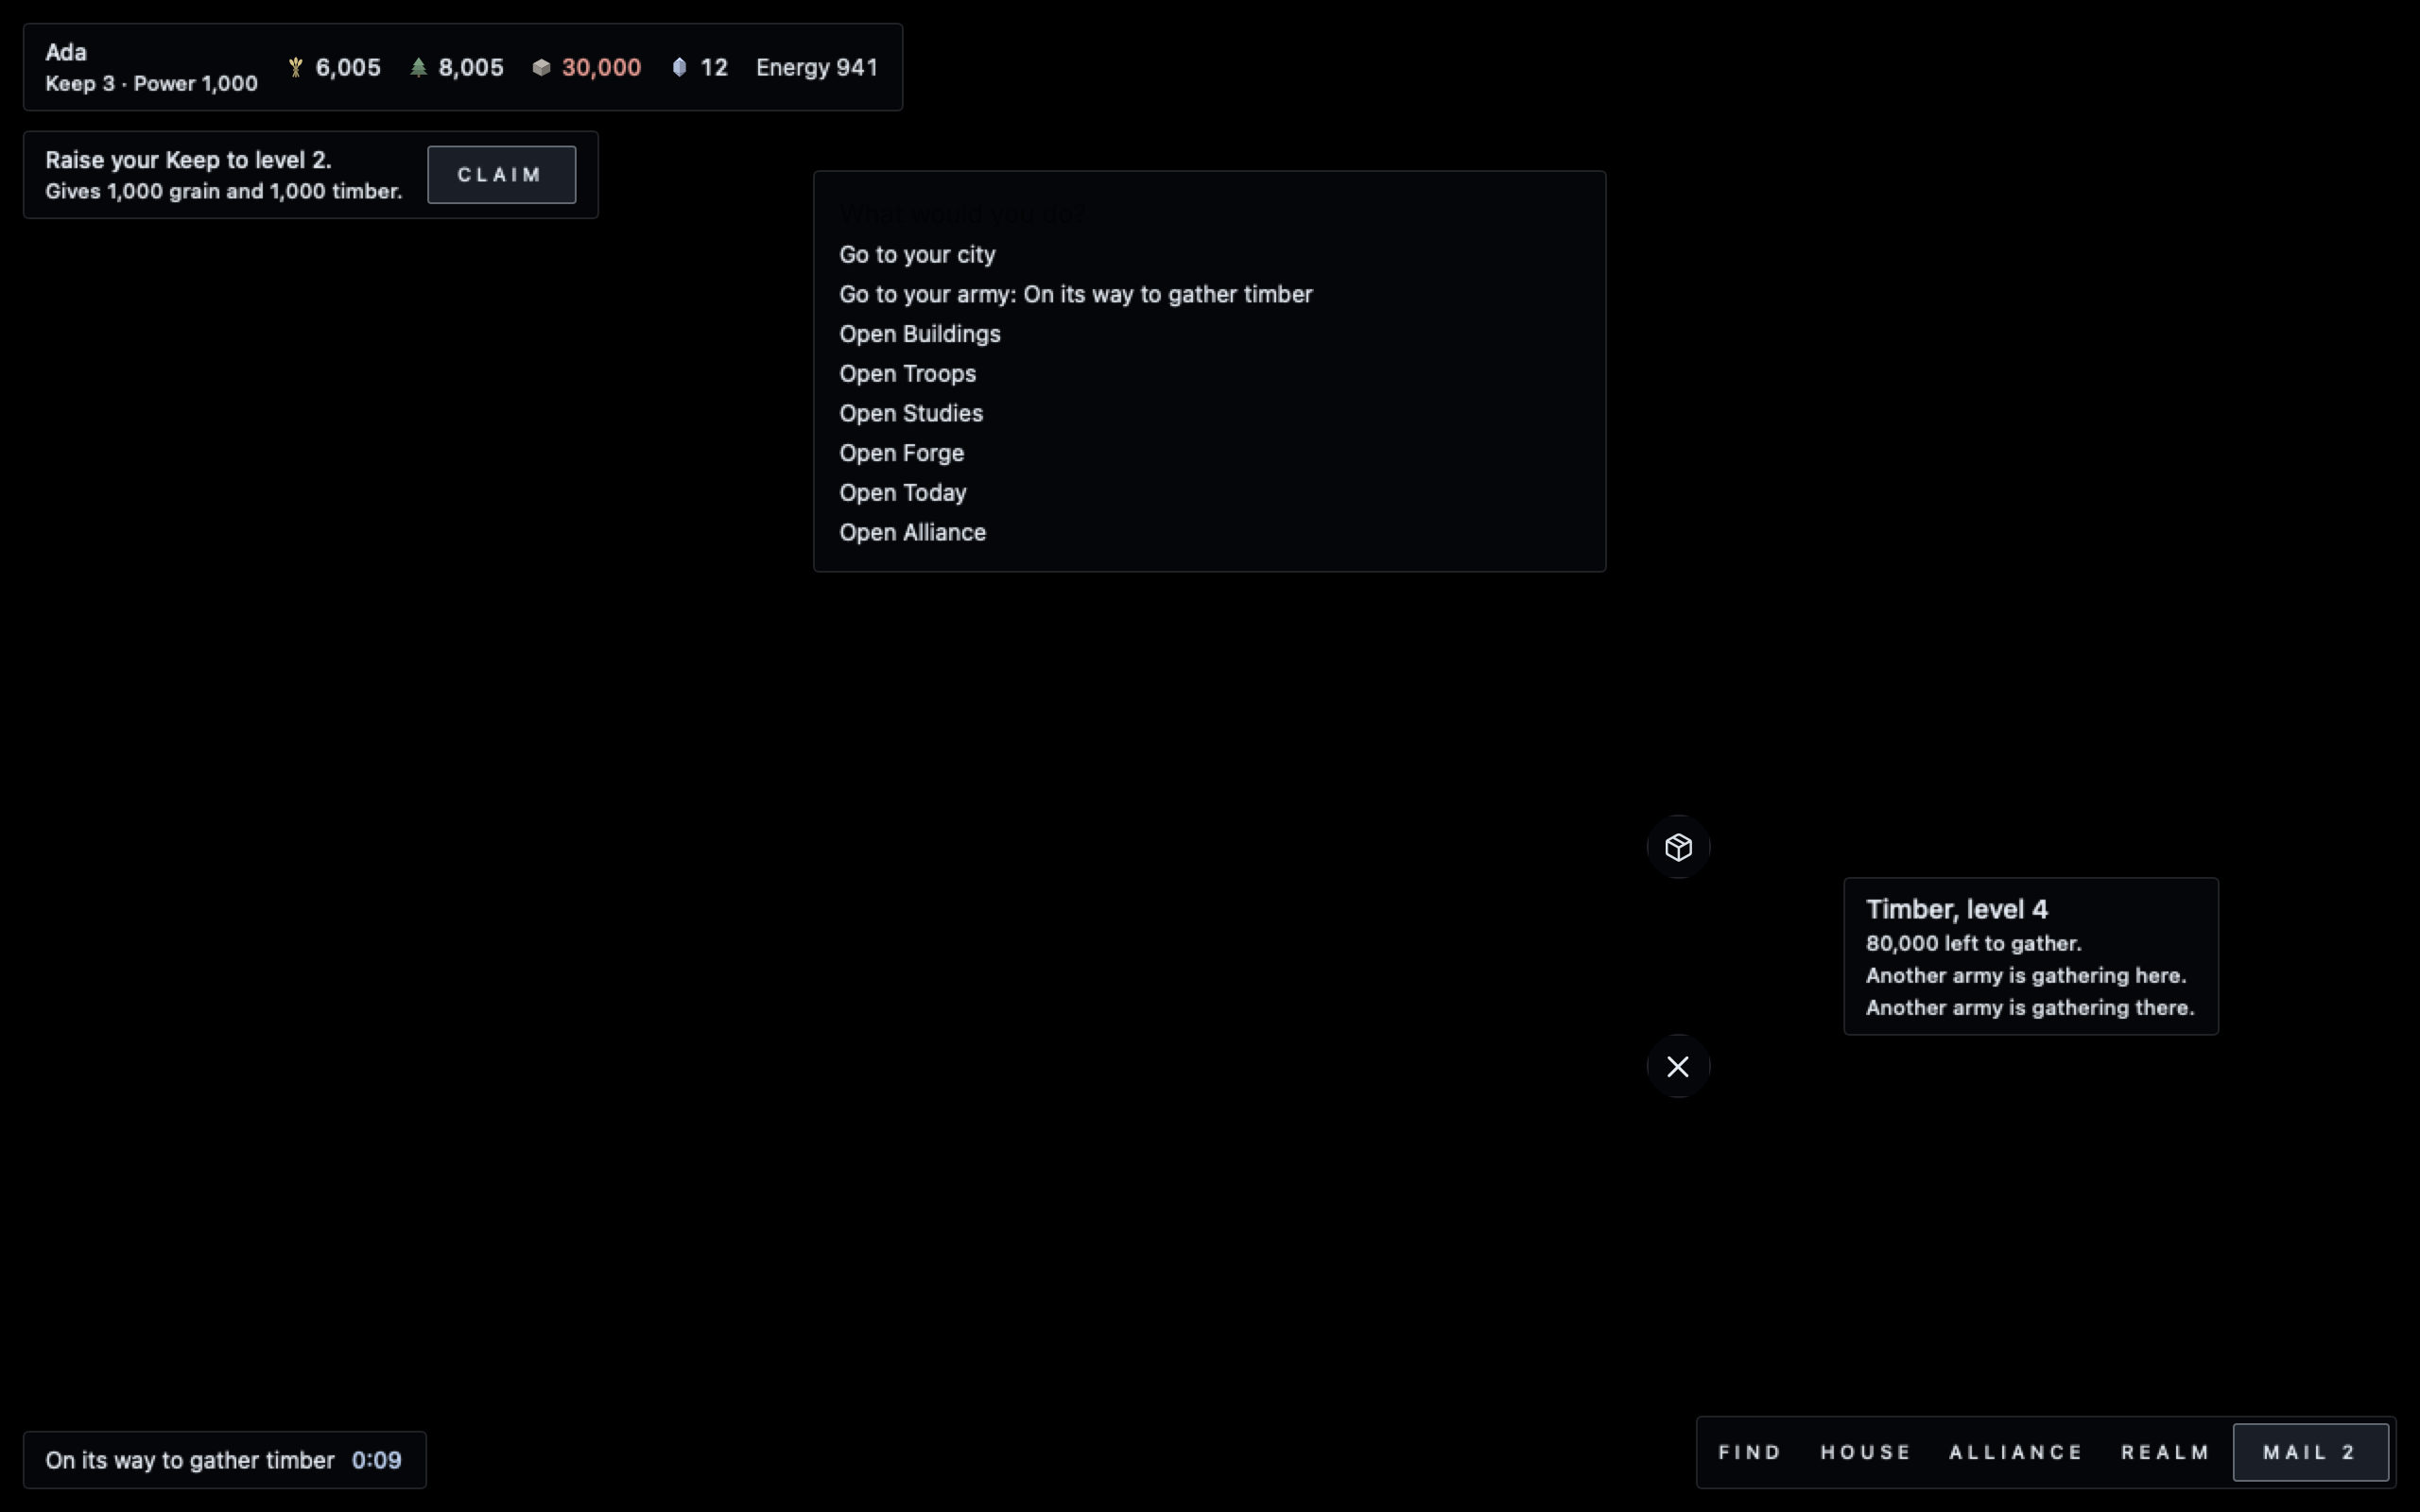 Ada
Keep 3 · Power 1,000
6,005
8,005
30,000
12
Energy 941
Raise your Keep to level 2.
Gives 1,000 grain and 1,000 timber.
CLAIM
What would you do?
Go to your city
Go to your army: On its way to gather timber
Open Buildings
Open Troops
Open Studies
Open Forge
Open Today
Open Alliance
Timber, level 4
80,000 left to gather.
Another army is gathering here.
Another army is gathering there.
On its way to gather timber 0:09
FIND HOUSE ALLIANCE REALM MAIL 2